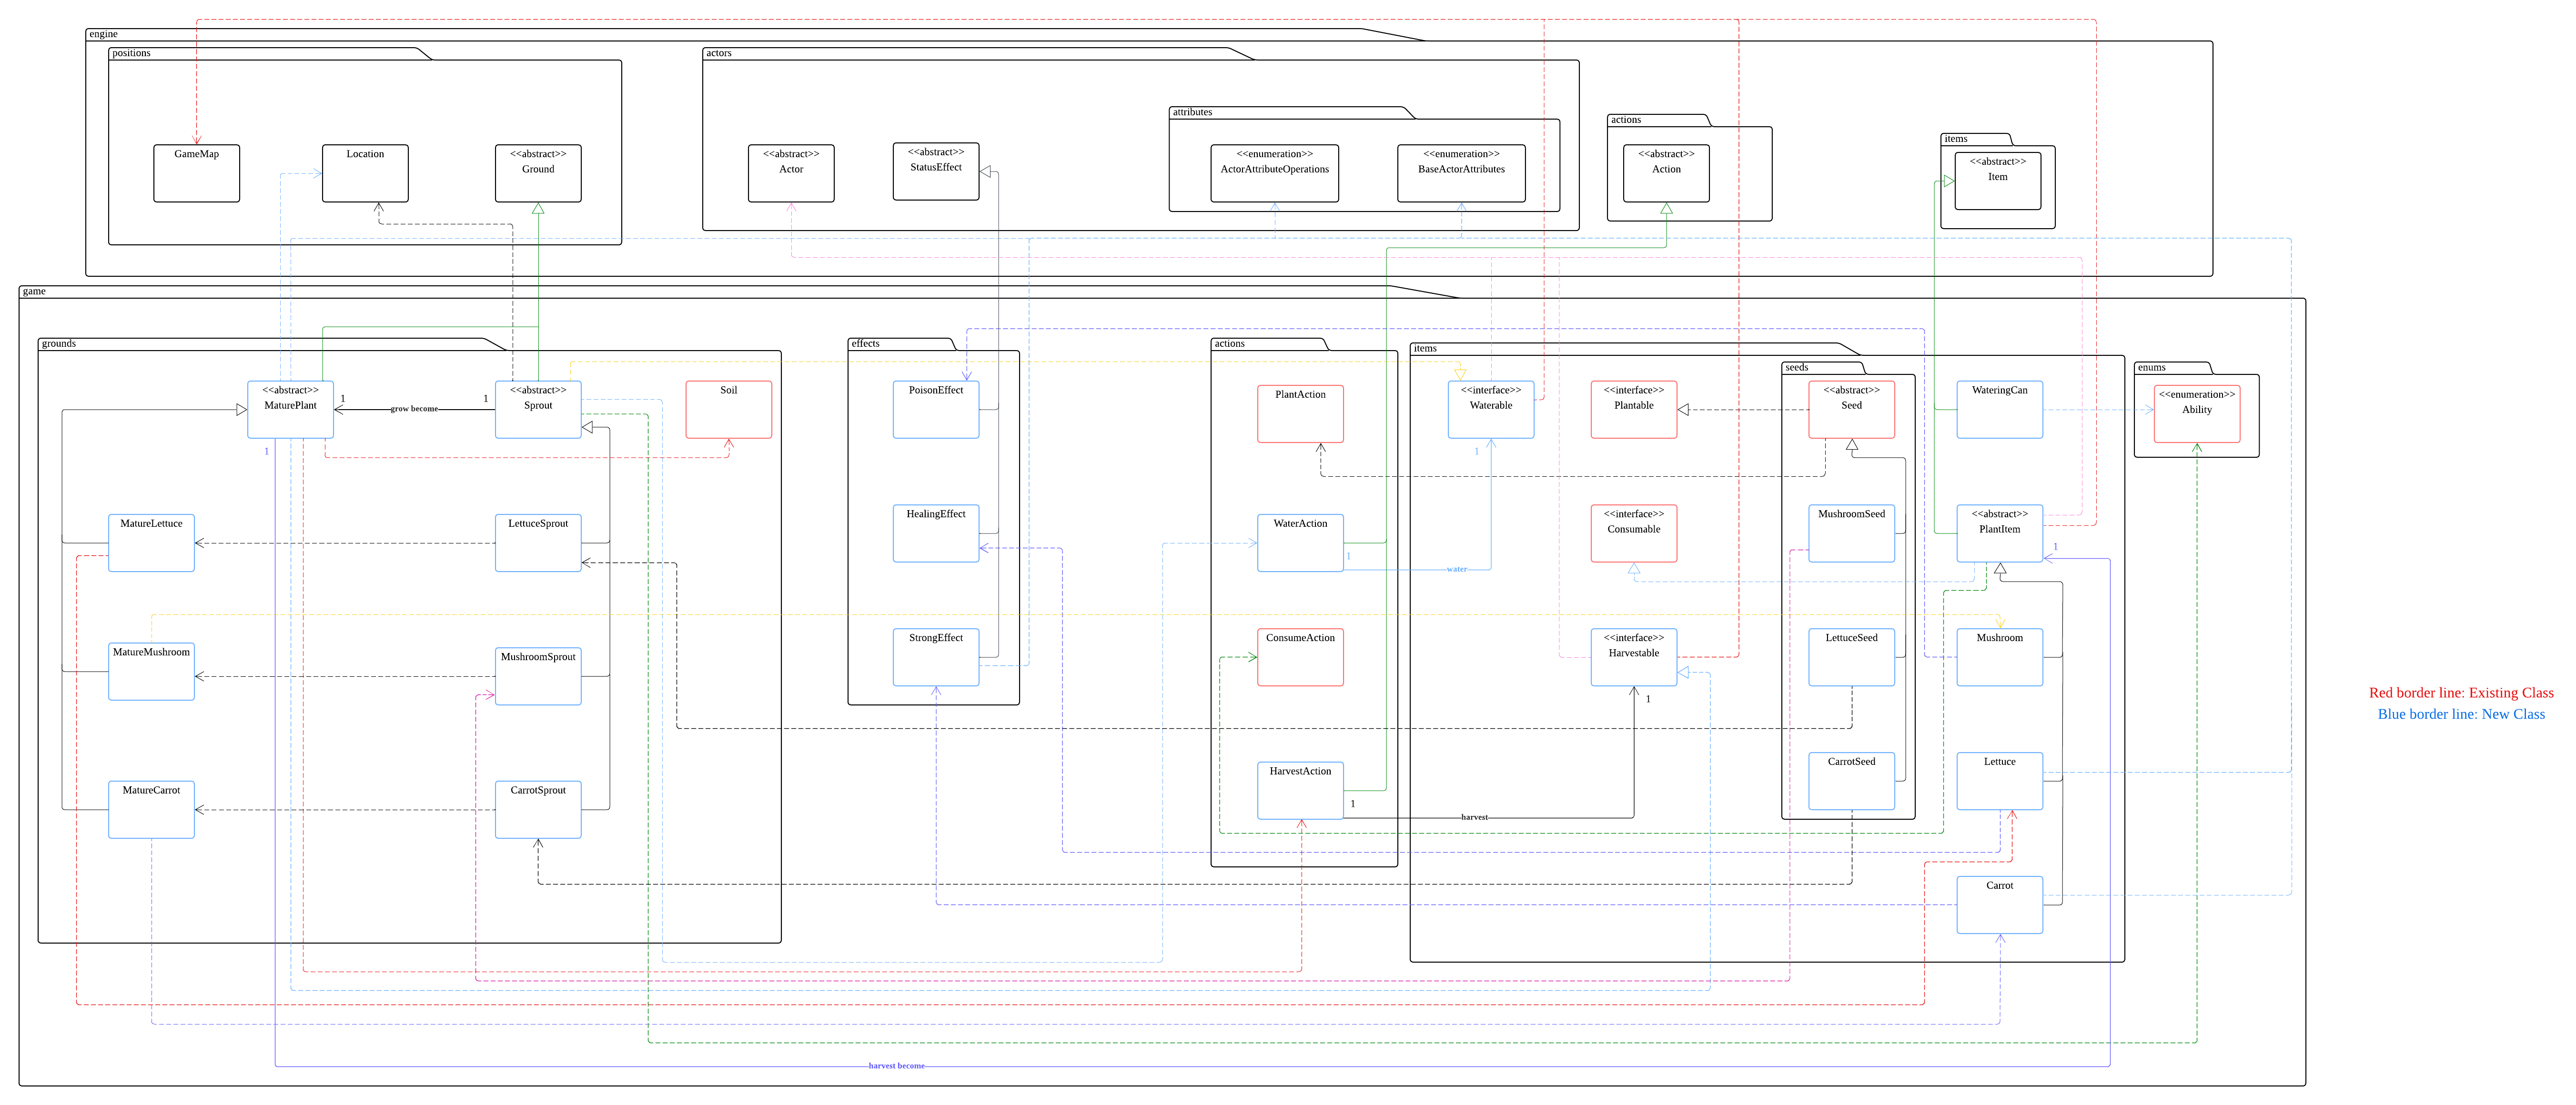 engine
positions
actors
attributes
actions
items
GameMap
Location
<<abstract>>
Ground
<<abstract>>
Actor
<<abstract>>
StatusEffect
<<enumeration>>
ActorAttributeOperations
<<enumeration>>
BaseActorAttributes
<<abstract>>
Action
<<abstract>>
Item
game
grounds
effects
actions
items
seeds
enums
<<abstract>>
MaturePlant
1
grow become
1
<<abstract>>
Sprout
Soil
PoisonEffect
PlantAction
<<interface>>
Waterable
<<interface>>
Plantable
<<abstract>>
Seed
WateringCan
<<enumeration>>
Ability
1
1
MatureLettuce
LettuceSprout
HealingEffect
WaterAction
1
water
<<interface>>
Consumable
MushroomSeed
<<abstract>>
PlantItem
1
MatureMushroom
MushroomSprout
StrongEffect
ConsumeAction
<<interface>>
Harvestable
1
LettuceSeed
Mushroom
Red border line: Existing Class
Blue border line: New Class
MatureCarrot
CarrotSprout
HarvestAction
1
harvest
CarrotSeed
Lettuce
Carrot
harvest become